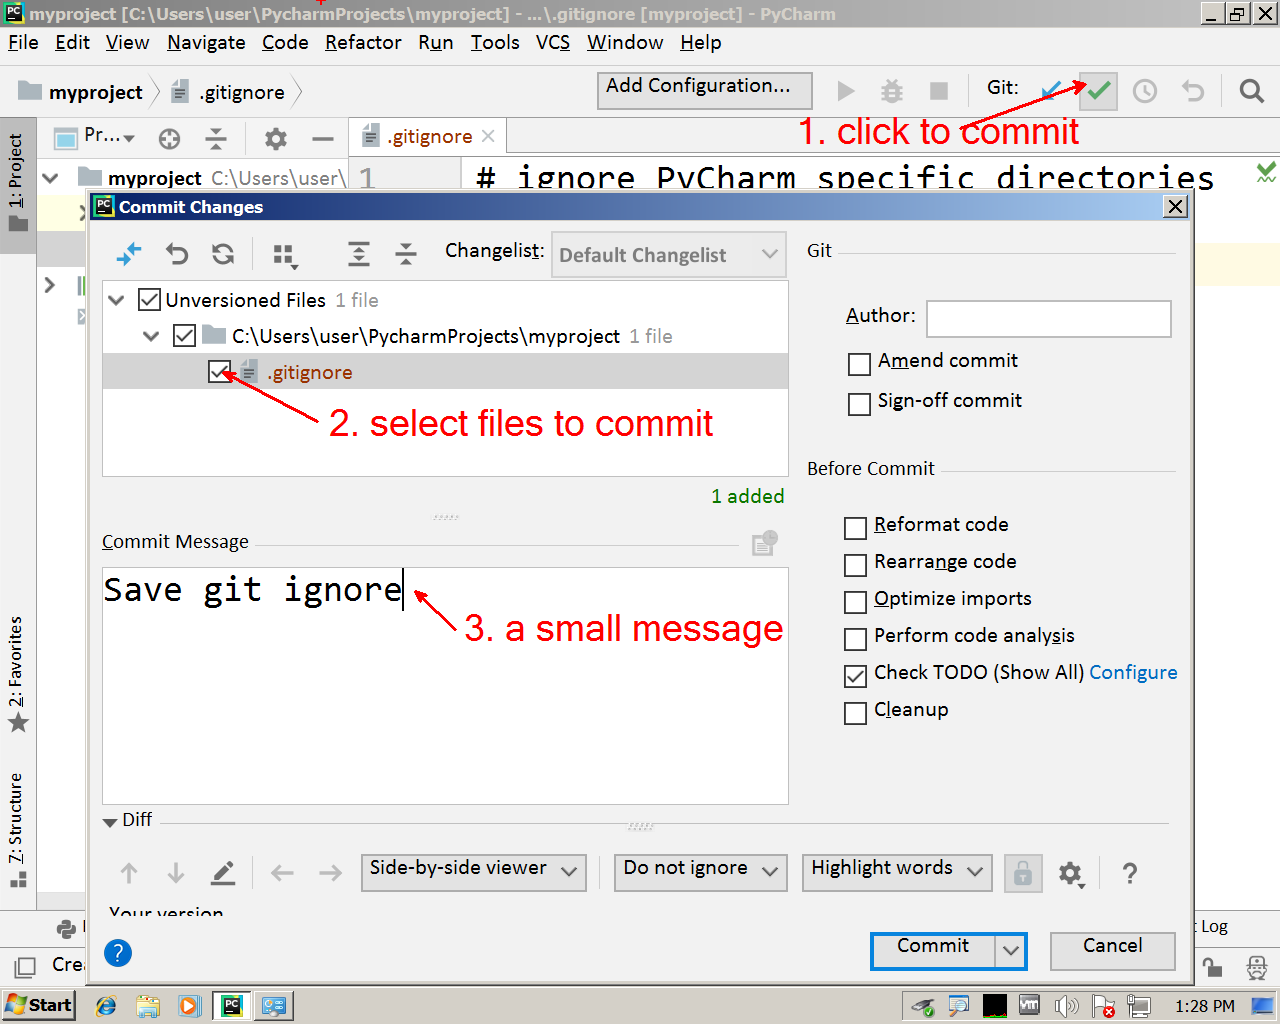 myproject [C:\Users\user\PycharmProjects\myproject] - ...\.gitignore [myproject] - PyCharm
File Edit View Navigate Code Refactor Run Tools VCS Window Help
myproject .gitignore Add Configuration... Git:
1. click to commit
1: Project
Pr... .gitignore
myproject C:\Users\user\ 1 # ignore PyCharm specific directories
Commit Changes
Changelist: Default Changelist Git
Unversioned Files 1 file
C:\Users\user\PycharmProjects\myproject 1 file
.gitignore
2. select files to commit
1 added
Author:
Amend commit
Sign-off commit
Before Commit
Commit Message
Save git ignore
3. a small message
Reformat code
Rearrange code
Optimize imports
Perform code analysis
Check TODO (Show All) Configure
Cleanup
2: Favorites
7: Structure
Diff
Side-by-side viewer Do not ignore Highlight words ?
Your version
? Commit Cancel
t Log
Crea
Start 1:28 PM